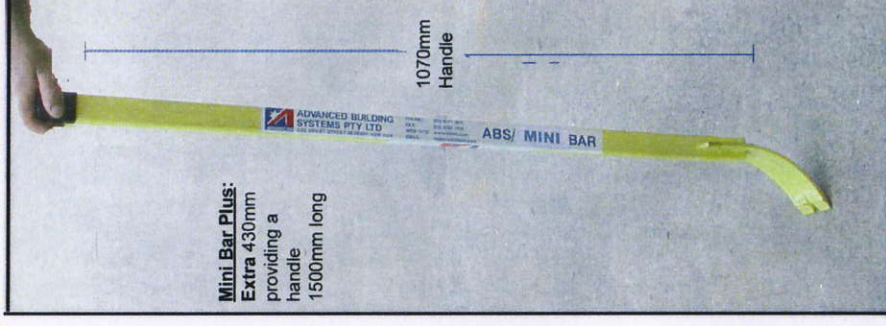 1070mm
Handle
ADVANCED BUILDING
SYSTEMS PTY LTD
ABS/ MINI BAR
Mini Bar Plus:
Extra 430mm
providing a
handle
1500mm long